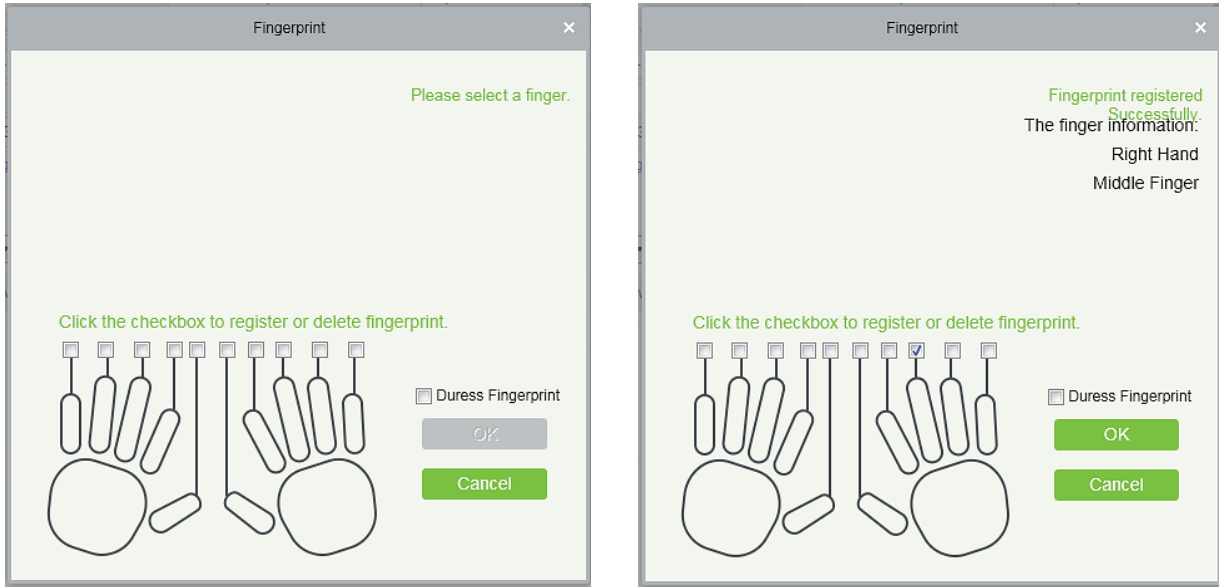 Fingerprint
Please select a finger.
Click the checkbox to register or delete fingerprint.
Duress Fingerprint
OK
Cancel
Fingerprint
Fingerprint registered
Successfully.
The finger information:
Right Hand
Middle Finger
Click the checkbox to register or delete fingerprint.
Duress Fingerprint
OK
Cancel